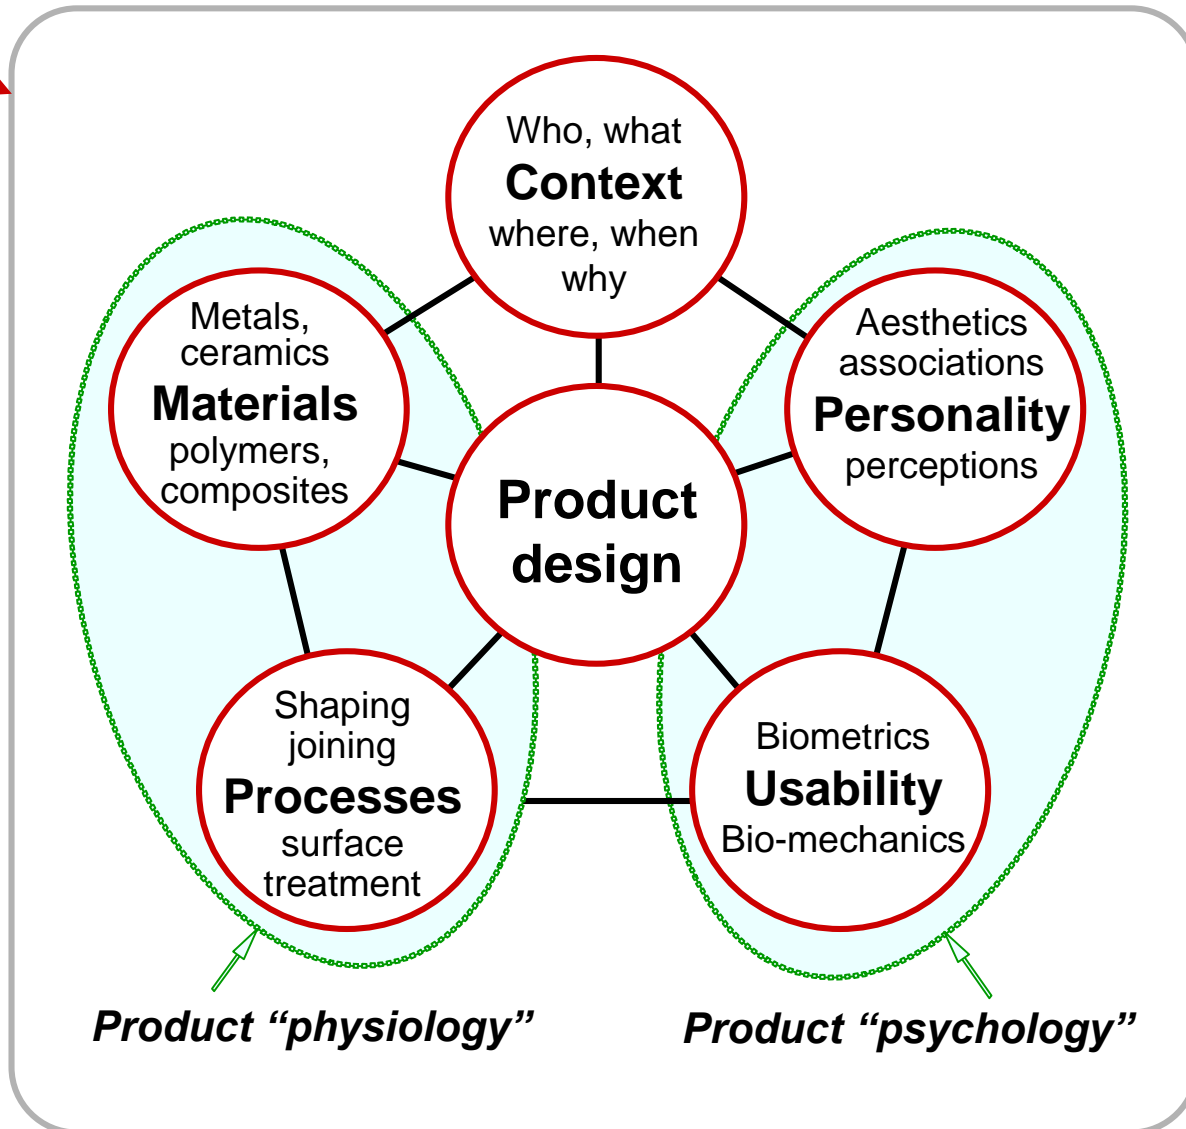 Who, what
Context
where, when
why
Metals,
ceramics
Materials
polymers,
composites
Aesthetics
associations
Personality
perceptions
Product
design
Shaping
joining
Processes
surface
treatment
Biometrics
Usability
Bio-mechanics
Product “physiology”
Product “psychology”